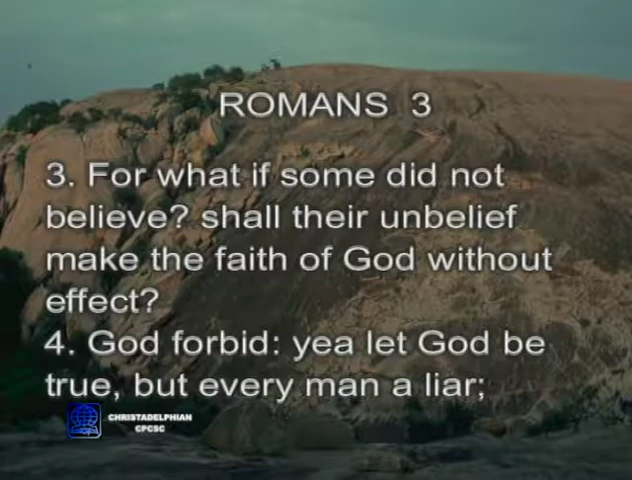 ROMANS 3
3. For what if some did not
believe? shall their unbelief
make the faith of God without
effect?
4. God forbid: yea let God be
true, but every man a liar;
CHRISTADELPHIAN
CPCSC